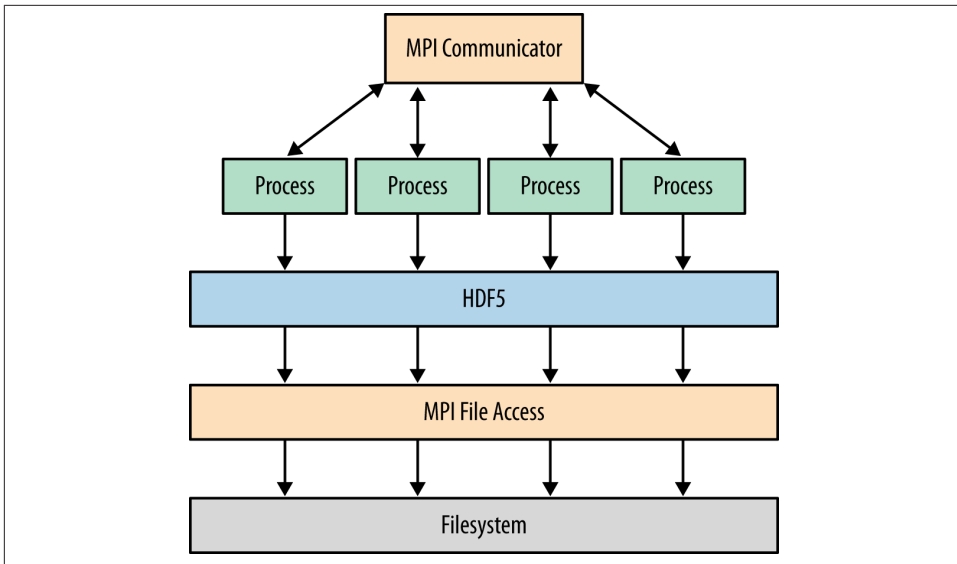 MPI Communicator
Process Process Process Process
HDF5
MPI File Access
Filesystem